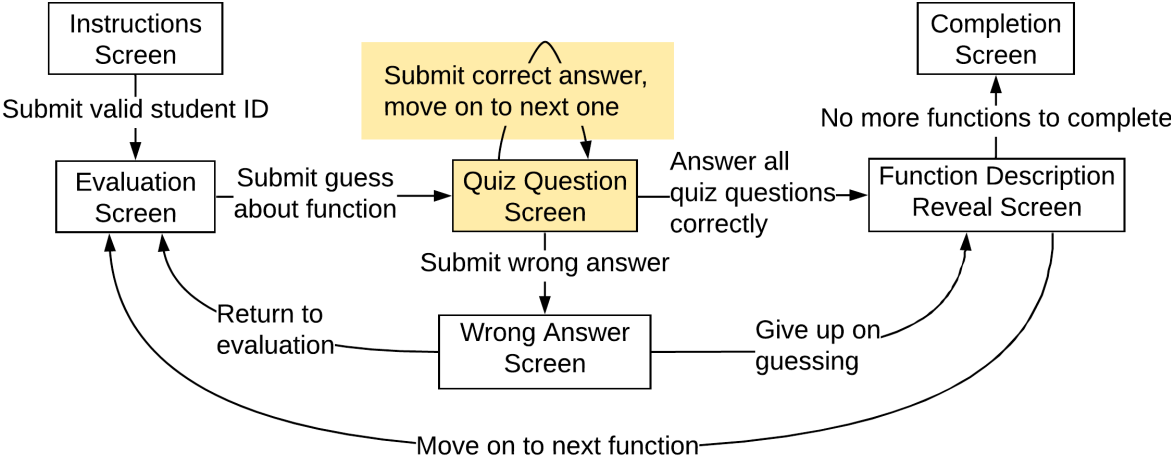 Instructions
Screen
Completion
Screen
Submit correct answer,
move on to next one
Submit valid student ID
No more functions to complete
Evaluation
Screen
Submit guess
about function
Quiz Question
Screen
Answer all
quiz questions
correctly
Function Description
Reveal Screen
Submit wrong answer
Return to
evaluation
Wrong Answer
Screen
Give up on
guessing
Move on to next function